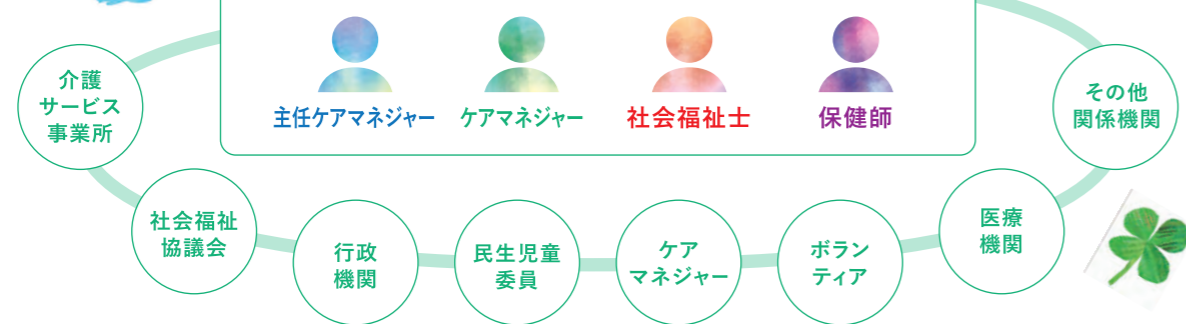 主任ケアマネジャー
ケアマネジャー
社会福祉士
保健師
介護
サービス
事業所
社会福祉
協議会
行政
機関
民生児童
委員
ケア
マネジャー
ボラン
ティア
医療
機関
その他
関係機関